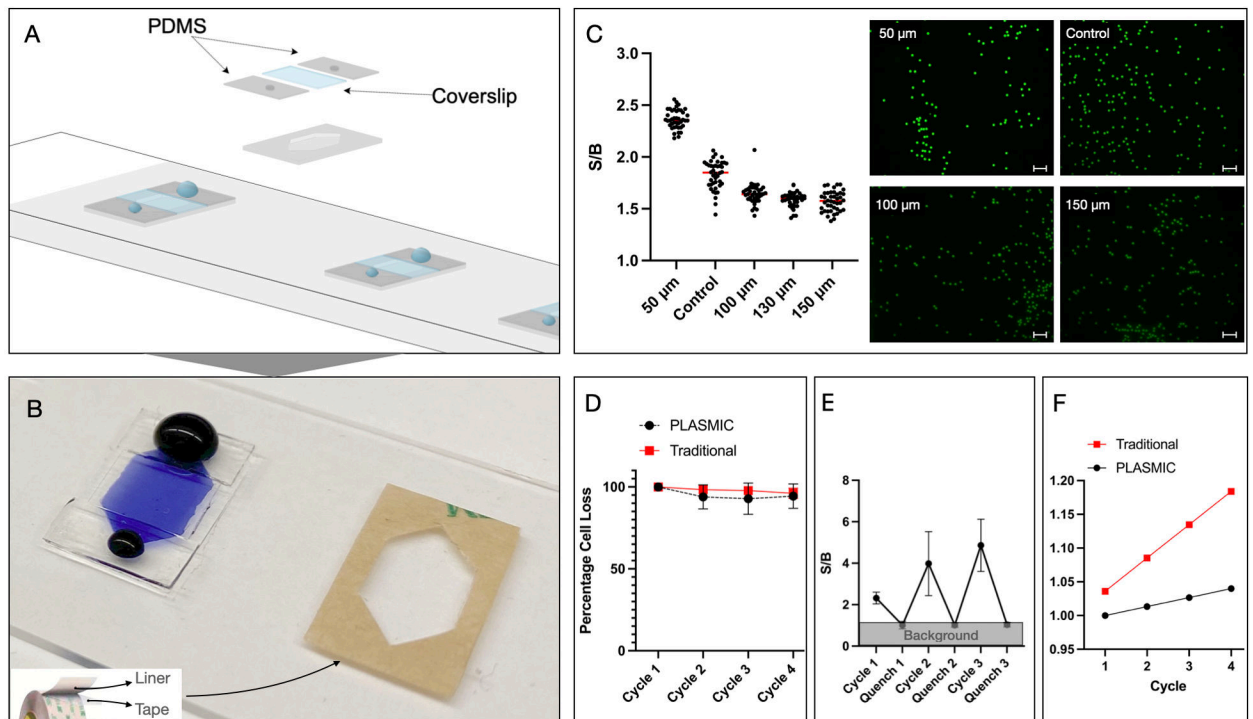 A
PDMS
Coverslip
B
Liner
Tape
C
S/B
3.0
2.5
2.0
1.5
1.0
50 µm
Control
100 µm
130 µm
150 µm
50 µm
Control
100 µm
150 µm
D
PLASMIC
Traditional
Percentage Cell Loss
100
50
0
Cycle 1
Cycle 2
Cycle 3
Cycle 4
E
S/B
8
6
4
2
0
Background
Cycle 1
Quench 1
Cycle 2
Quench 2
Cycle 3
Quench 3
F
Traditional
PLASMIC
1.20
1.15
1.10
1.05
1.00
0.95
1
2
3
4
Cycle